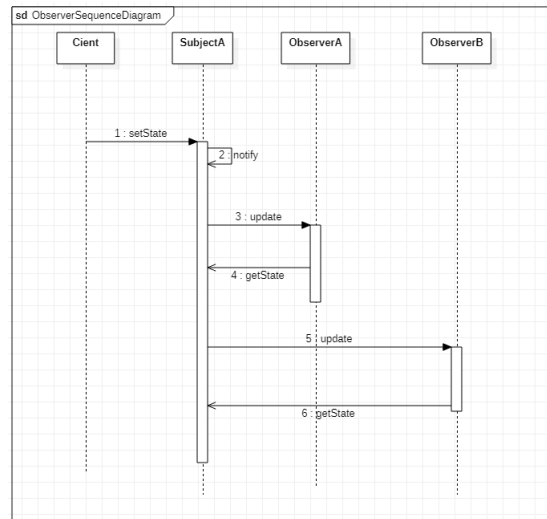 sd ObserverSequenceDiagram
Cient
SubjectA
ObserverA
ObserverB
1 : setState
2 : notify
3 : update
4 : getState
5 : update
6 : getState